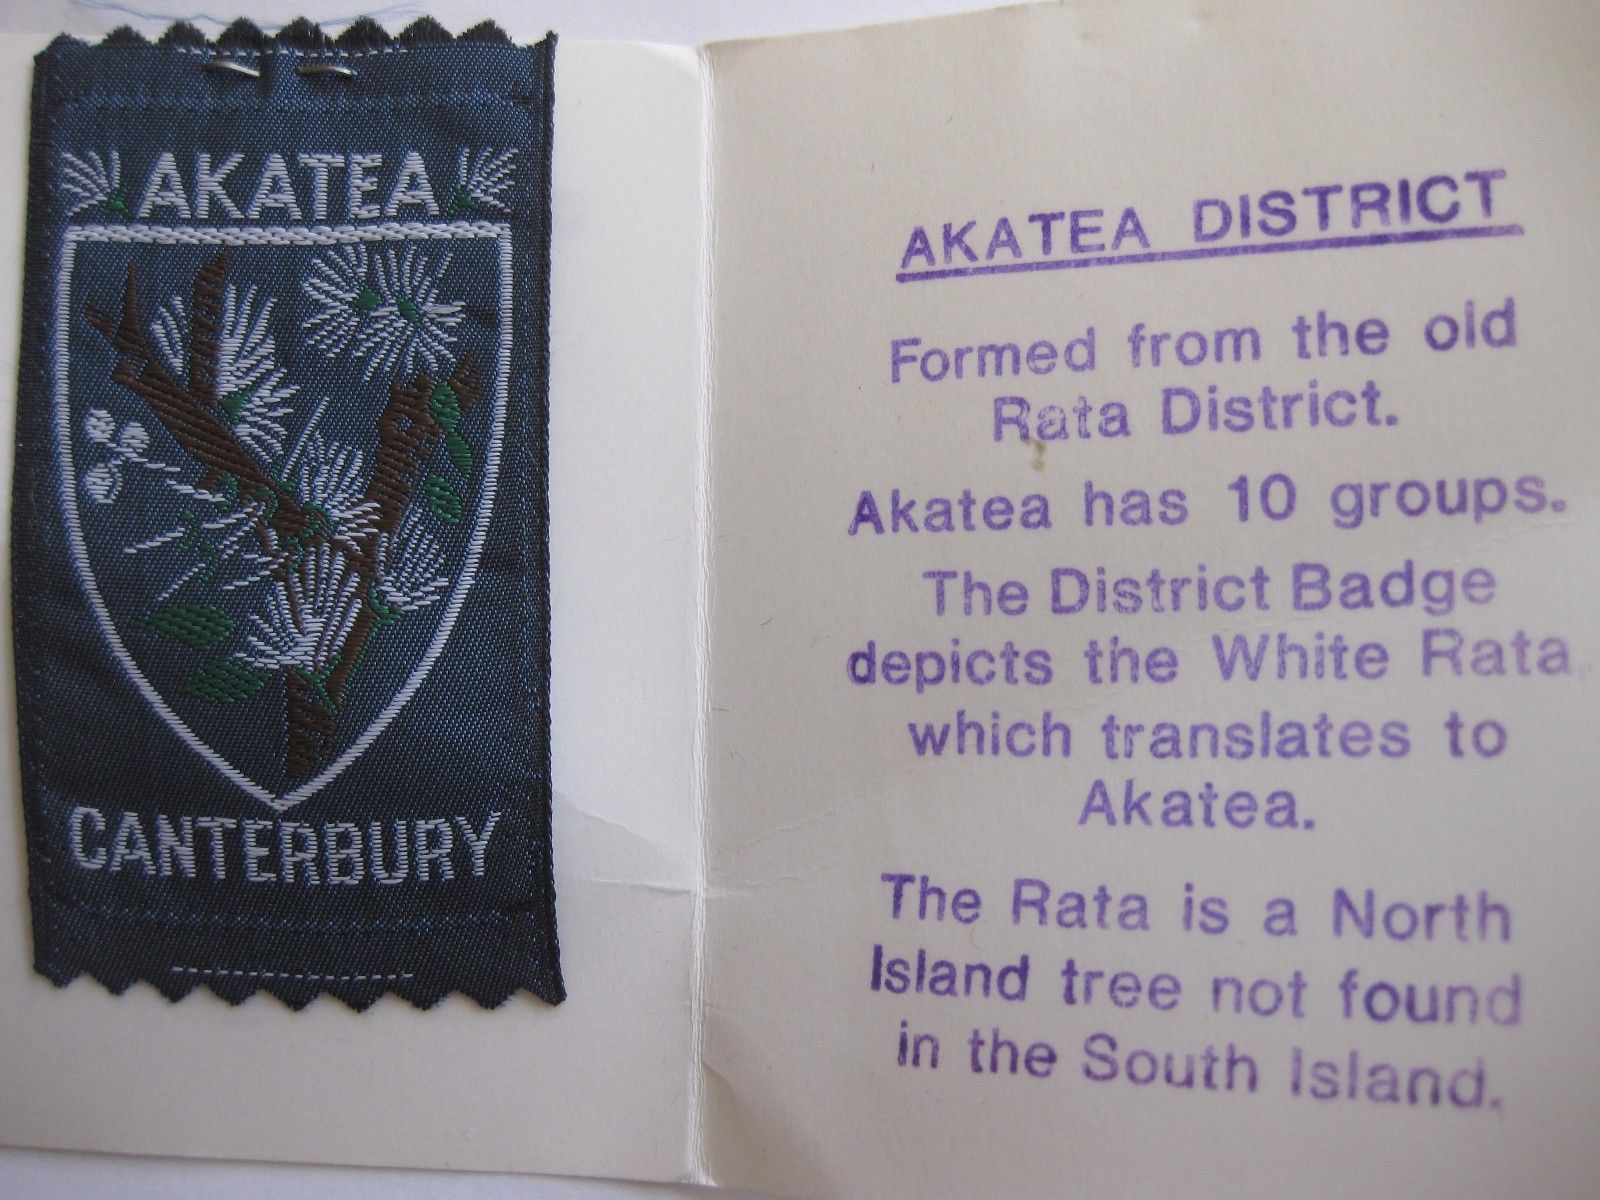 AKATEA
CANTERBURY
AKATEA DISTRICT
Formed from the old
Rata District.
Akatea has 10 groups.
The District Badge
depicts the White Rata
which translates to
Akatea.
The Rata is a North
Island tree not found
in the South Island.